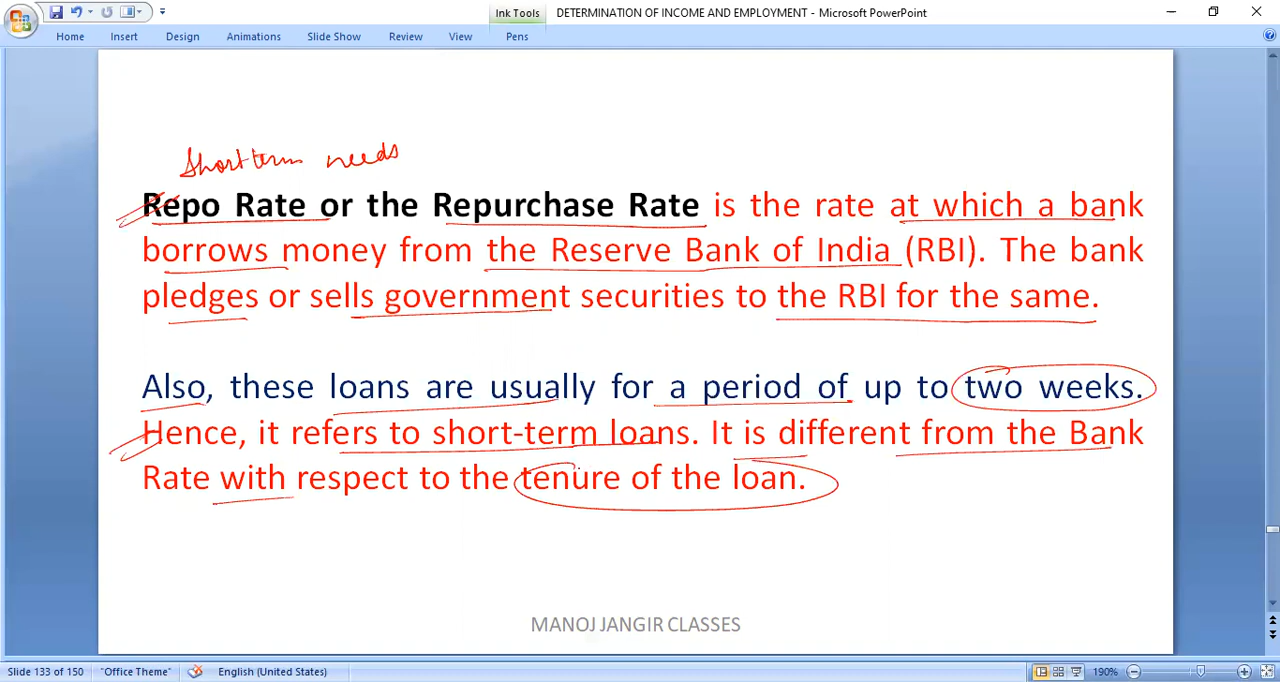 Ink Tools
DETERMINATION OF INCOME AND EMPLOYMENT - Microsoft PowerPoint
Home Insert Design Animations Slide Show Review View Pens
Short term needs
Repo Rate or the Repurchase Rate is the rate at which a bank
borrows money from the Reserve Bank of India (RBI). The bank
pledges or sells government securities to the RBI for the same.
Also, these loans are usually for a period of up to two weeks.
Hence, it refers to short-term loans. It is different from the Bank
Rate with respect to the tenure of the loan.
MANOJ JANGIR CLASSES
Slide 133 of 150 "Office Theme" English (United States) 190%